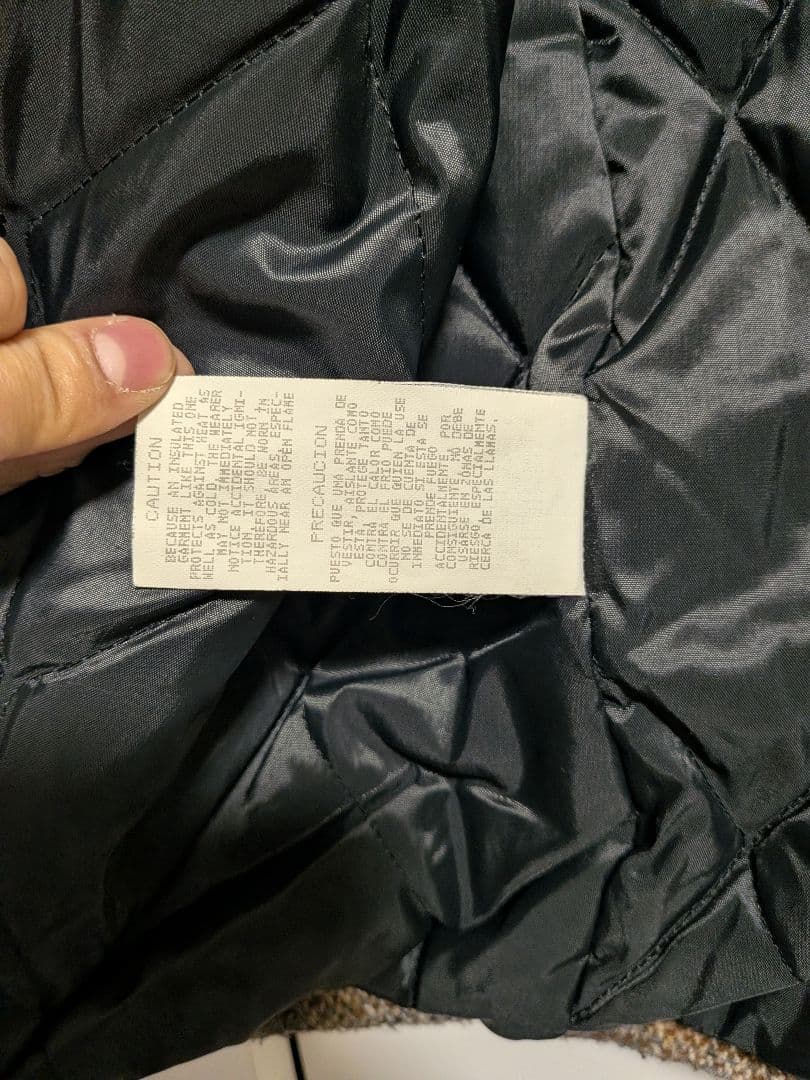 CAUTION
BECAUSE AN INSULATED
GARMENT LIKE THIS ONE
PROTECTS AGAINST HEAT AS
WELL AS COLD THE WEARER
MAY NOT IMMEDIATELY
NOTICE ACCIDENTAL IGNI-
TION IT SHOULD NOT
THEREFORE, BE WORN IN
HAZARDOUS AREAS, ESPEC-
IALLY NEAR AN OPEN FLAME
PRECAUCION
PUESTO QUE UNA PRENDA DE
VESTIR, AISLANTE COMO
ESTA, PROTEGE TANTO
CONTRA EL CALOR COMO
CONTRA EL FRIO PUEDE
OCURRIR QUE QUIEN LA USE
NO SE DE CUENTA DE
INMEDIATO SI ESTA SE
PRENDE FUEGO
ACCIDENTALMENTE, POR
CONSIGUIENTE NO DEBE
USARSE EN ZONAS DE
RIESGO, ESPECIALMENTE
CERCA DE LAS LLAMAS.